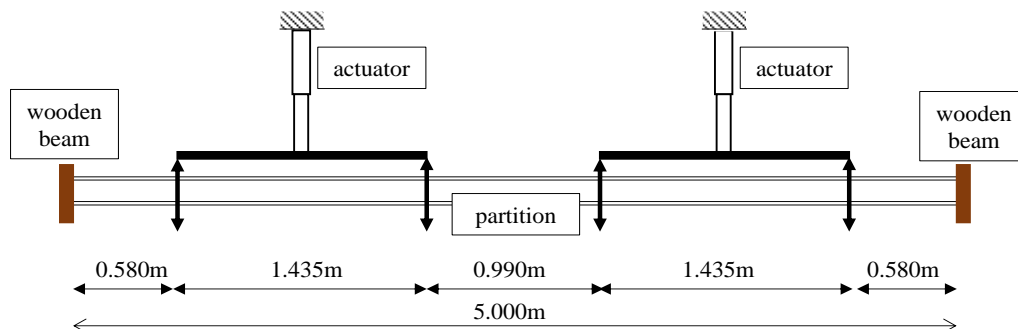 actuator
actuator
wooden
beam
wooden
beam
partition
0.580m
1.435m
0.990m
1.435m
0.580m
5.000m